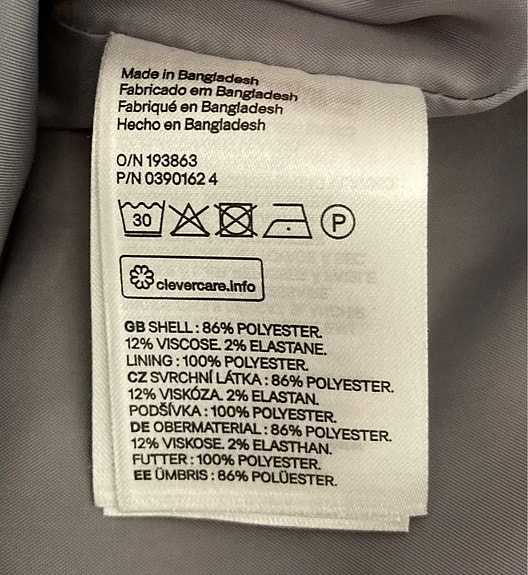 Made in Bangladesh
Fabricado em Bangladesh
Fabriqué en Bangladesh
Hecho en Bangladesh
O/N 193863
P/N 0390162 4
30 P
clevercare.info
GB SHELL : 86% POLYESTER.
12% VISCOSE. 2% ELASTANE.
LINING : 100% POLYESTER.
CZ SVRCHNÍ LÁTKA : 86% POLYESTER.
12% VISKÓZA. 2% ELASTAN.
PODŠÍVKA : 100% POLYESTER.
DE OBERMATERIAL : 86% POLYESTER.
12% VISKOSE. 2% ELASTHAN.
FUTTER : 100% POLYESTER.
EE ÜMBRIS : 86% POLÜESTER.